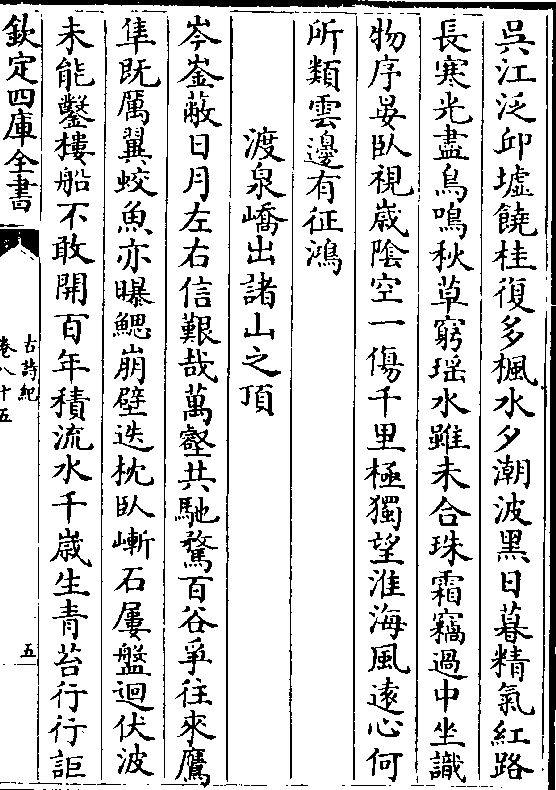 吳江泛邱墟饒桂復多楓水夕潮波黑日暮精氣紅路
長寒光盡鳥鳴秋草窮瑶水雖未合珠霜竊過中坐識
物序晏卧視歲陰空一傷千里極獨望淮海風遠心何
所類雲邊有征鴻
渡泉嶠出諸山之頂
岑崟蔽日月左右信艱哉萬壑共馳騖百谷爭往來鷹
隼既厲翼蛟魚亦曝鰓崩壁迭枕卧嶃石屢盤迴伏波
未能鑿樓船不敢開百年積流水千歲生青苔行行詎
欽定四庫全書
古詩紀
卷八十五
五